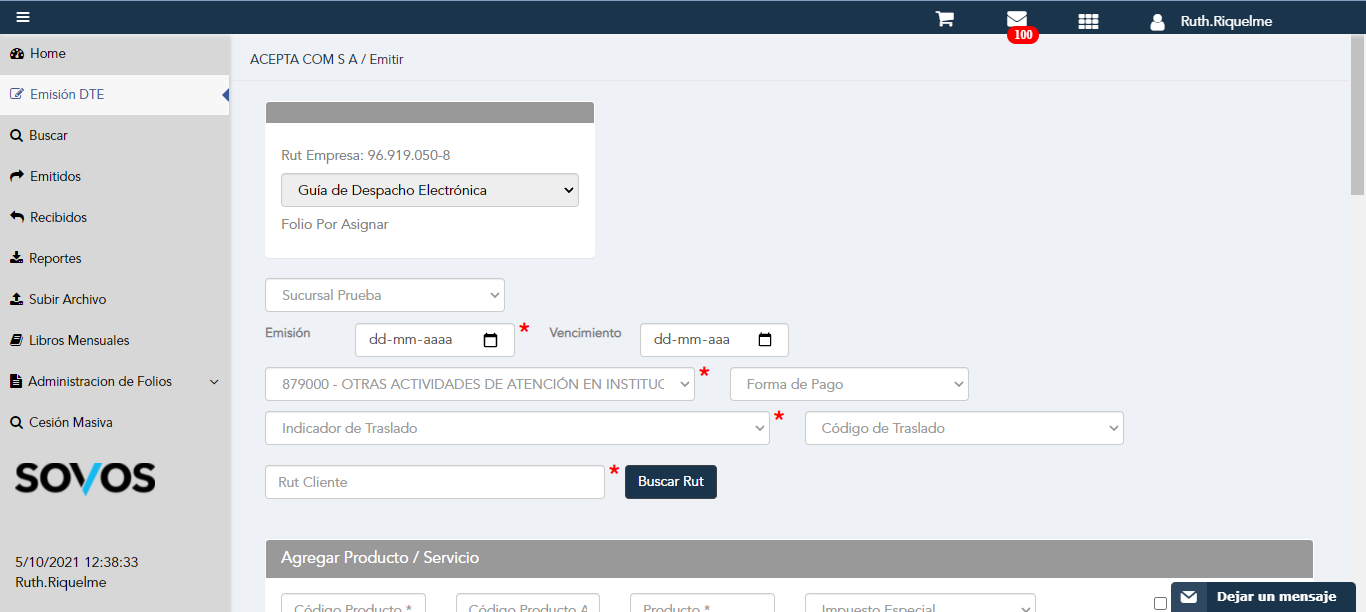 100
Ruth.Riquelme
Home
Emisión DTE
Buscar
Emitidos
Recibidos
Reportes
Subir Archivo
Libros Mensuales
Administracion de Folios
Cesión Masiva
SOVOS
5/10/2021 12:38:33
Ruth.Riquelme
ACEPTA COM S A / Emitir
Rut Empresa: 96.919.050-8
Guía de Despacho Electrónica
Folio Por Asignar
Sucursal Prueba
Emisión dd-mm-aaaa * Vencimiento dd-mm-aaa
879000 - OTRAS ACTIVIDADES DE ATENCIÓN EN INSTITUC * Forma de Pago
Indicador de Traslado * Código de Traslado
Rut Cliente * Buscar Rut
Agregar Producto / Servicio
Código Producto * Código Producto A Producto * Impuesto Especial
Dejar un mensaje